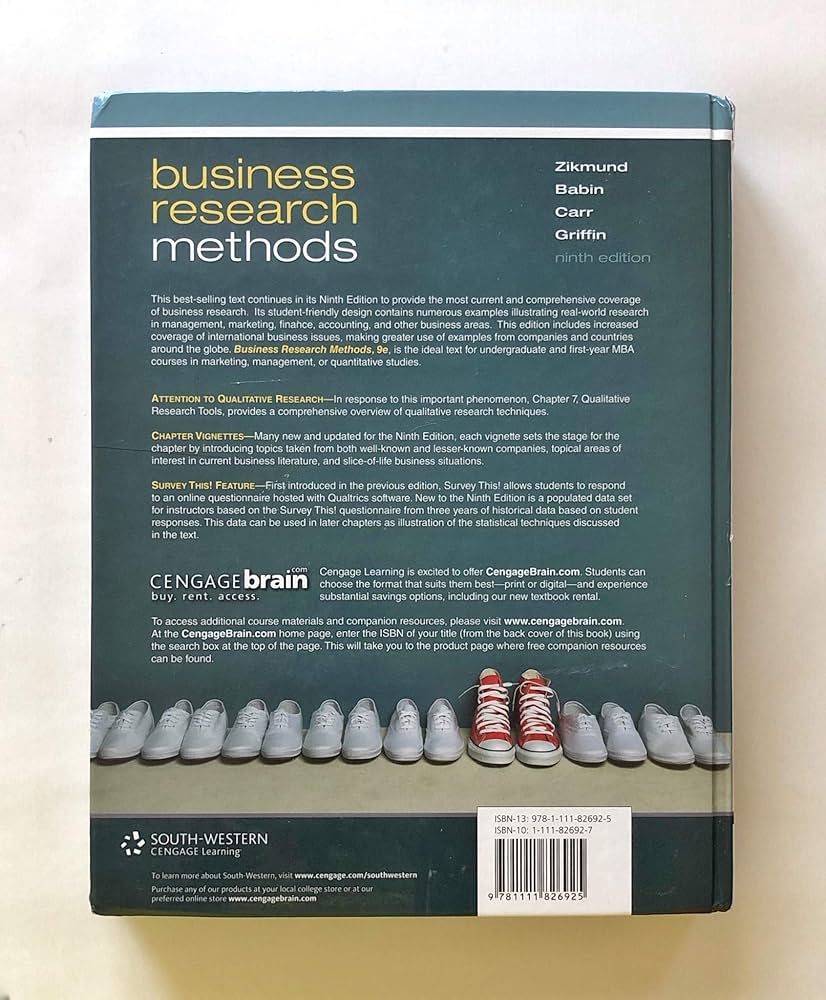 business
research
methods
Zikmund
Babin
Carr
Griffin
ninth edition
This best-selling text continues in its Ninth Edition to provide the most current and comprehensive coverage
of business research. Its student-friendly design contains numerous examples illustrating real-world research
in management, marketing, finance, accounting, and other business areas. This edition includes increased
coverage of international business issues, making greater use of examples from companies and countries
around the globe. Business Research Methods, 9e, is the ideal text for undergraduate and first-year MBA
courses in marketing, management, or quantitative studies.
ATTENTION TO QUALITATIVE RESEARCH—In response to this important phenomenon, Chapter 7, Qualitative
Research Tools, provides a comprehensive overview of qualitative research techniques.
CHAPTER VIGNETTES—Many new and updated for the Ninth Edition, each vignette sets the stage for the
chapter by introducing topics taken from both well-known and lesser-known companies, topical areas of
interest in current business literature, and slice-of-life business situations.
SURVEY THIS! FEATURE—First introduced in the previous edition, Survey This! allows students to respond
to an online questionnaire hosted with Qualtrics software. New to the Ninth Edition is a populated data set
for instructors based on the Survey This! questionnaire from three years of historical data based on student
responses. This data can be used in later chapters as illustration of the statistical techniques discussed
in the text.
CENGAGEbrain.com
buy. rent. access.
Cengage Learning is excited to offer CengageBrain.com. Students can
choose the format that suits them best—print or digital—and experience
substantial savings options, including our new textbook rental.
To access additional course materials and companion resources, please visit www.cengagebrain.com.
At the CengageBrain.com home page, enter the ISBN of your title (from the back cover of this book) using
the search box at the top of the page. This will take you to the product page where free companion resources
can be found.
SOUTH-WESTERN
CENGAGE Learning
To learn more about South-Western, visit www.cengage.com/southwestern
Purchase any of our products at your local college store or at our
preferred online store www.cengagebrain.com
ISBN-13: 978-1-111-82692-5
ISBN-10: 1-111-82692-7
9 781111 826925